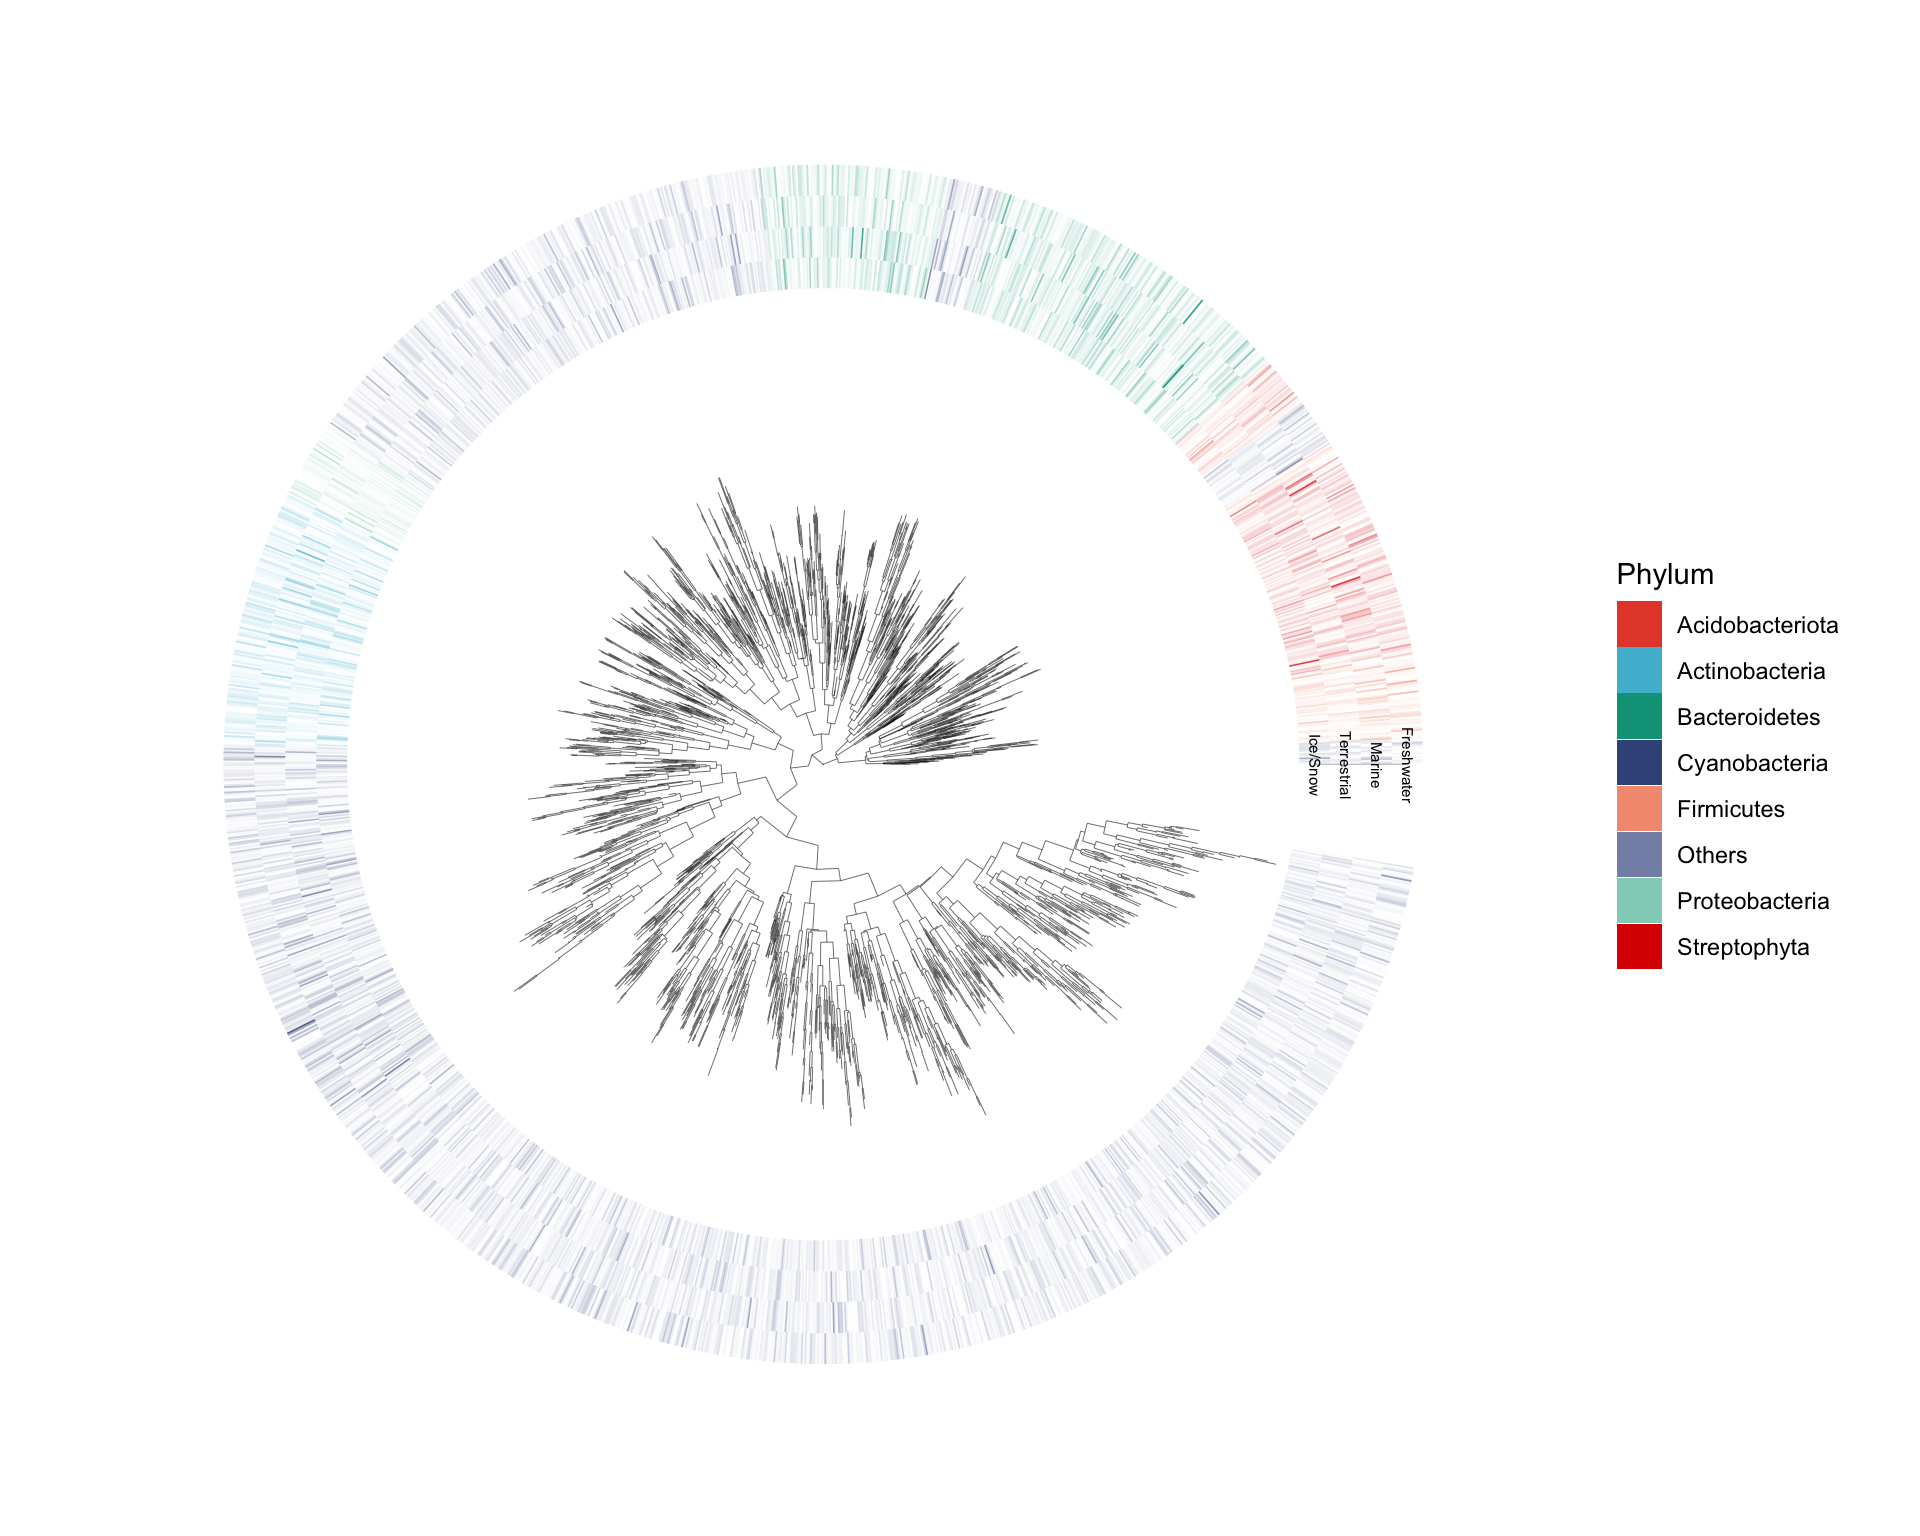 Ice/Snow
Terrestrial
Marine
Freshwater
Phylum
Acidobacteriota
Actinobacteria
Bacteroidetes
Cyanobacteria
Firmicutes
Others
Proteobacteria
Streptophyta